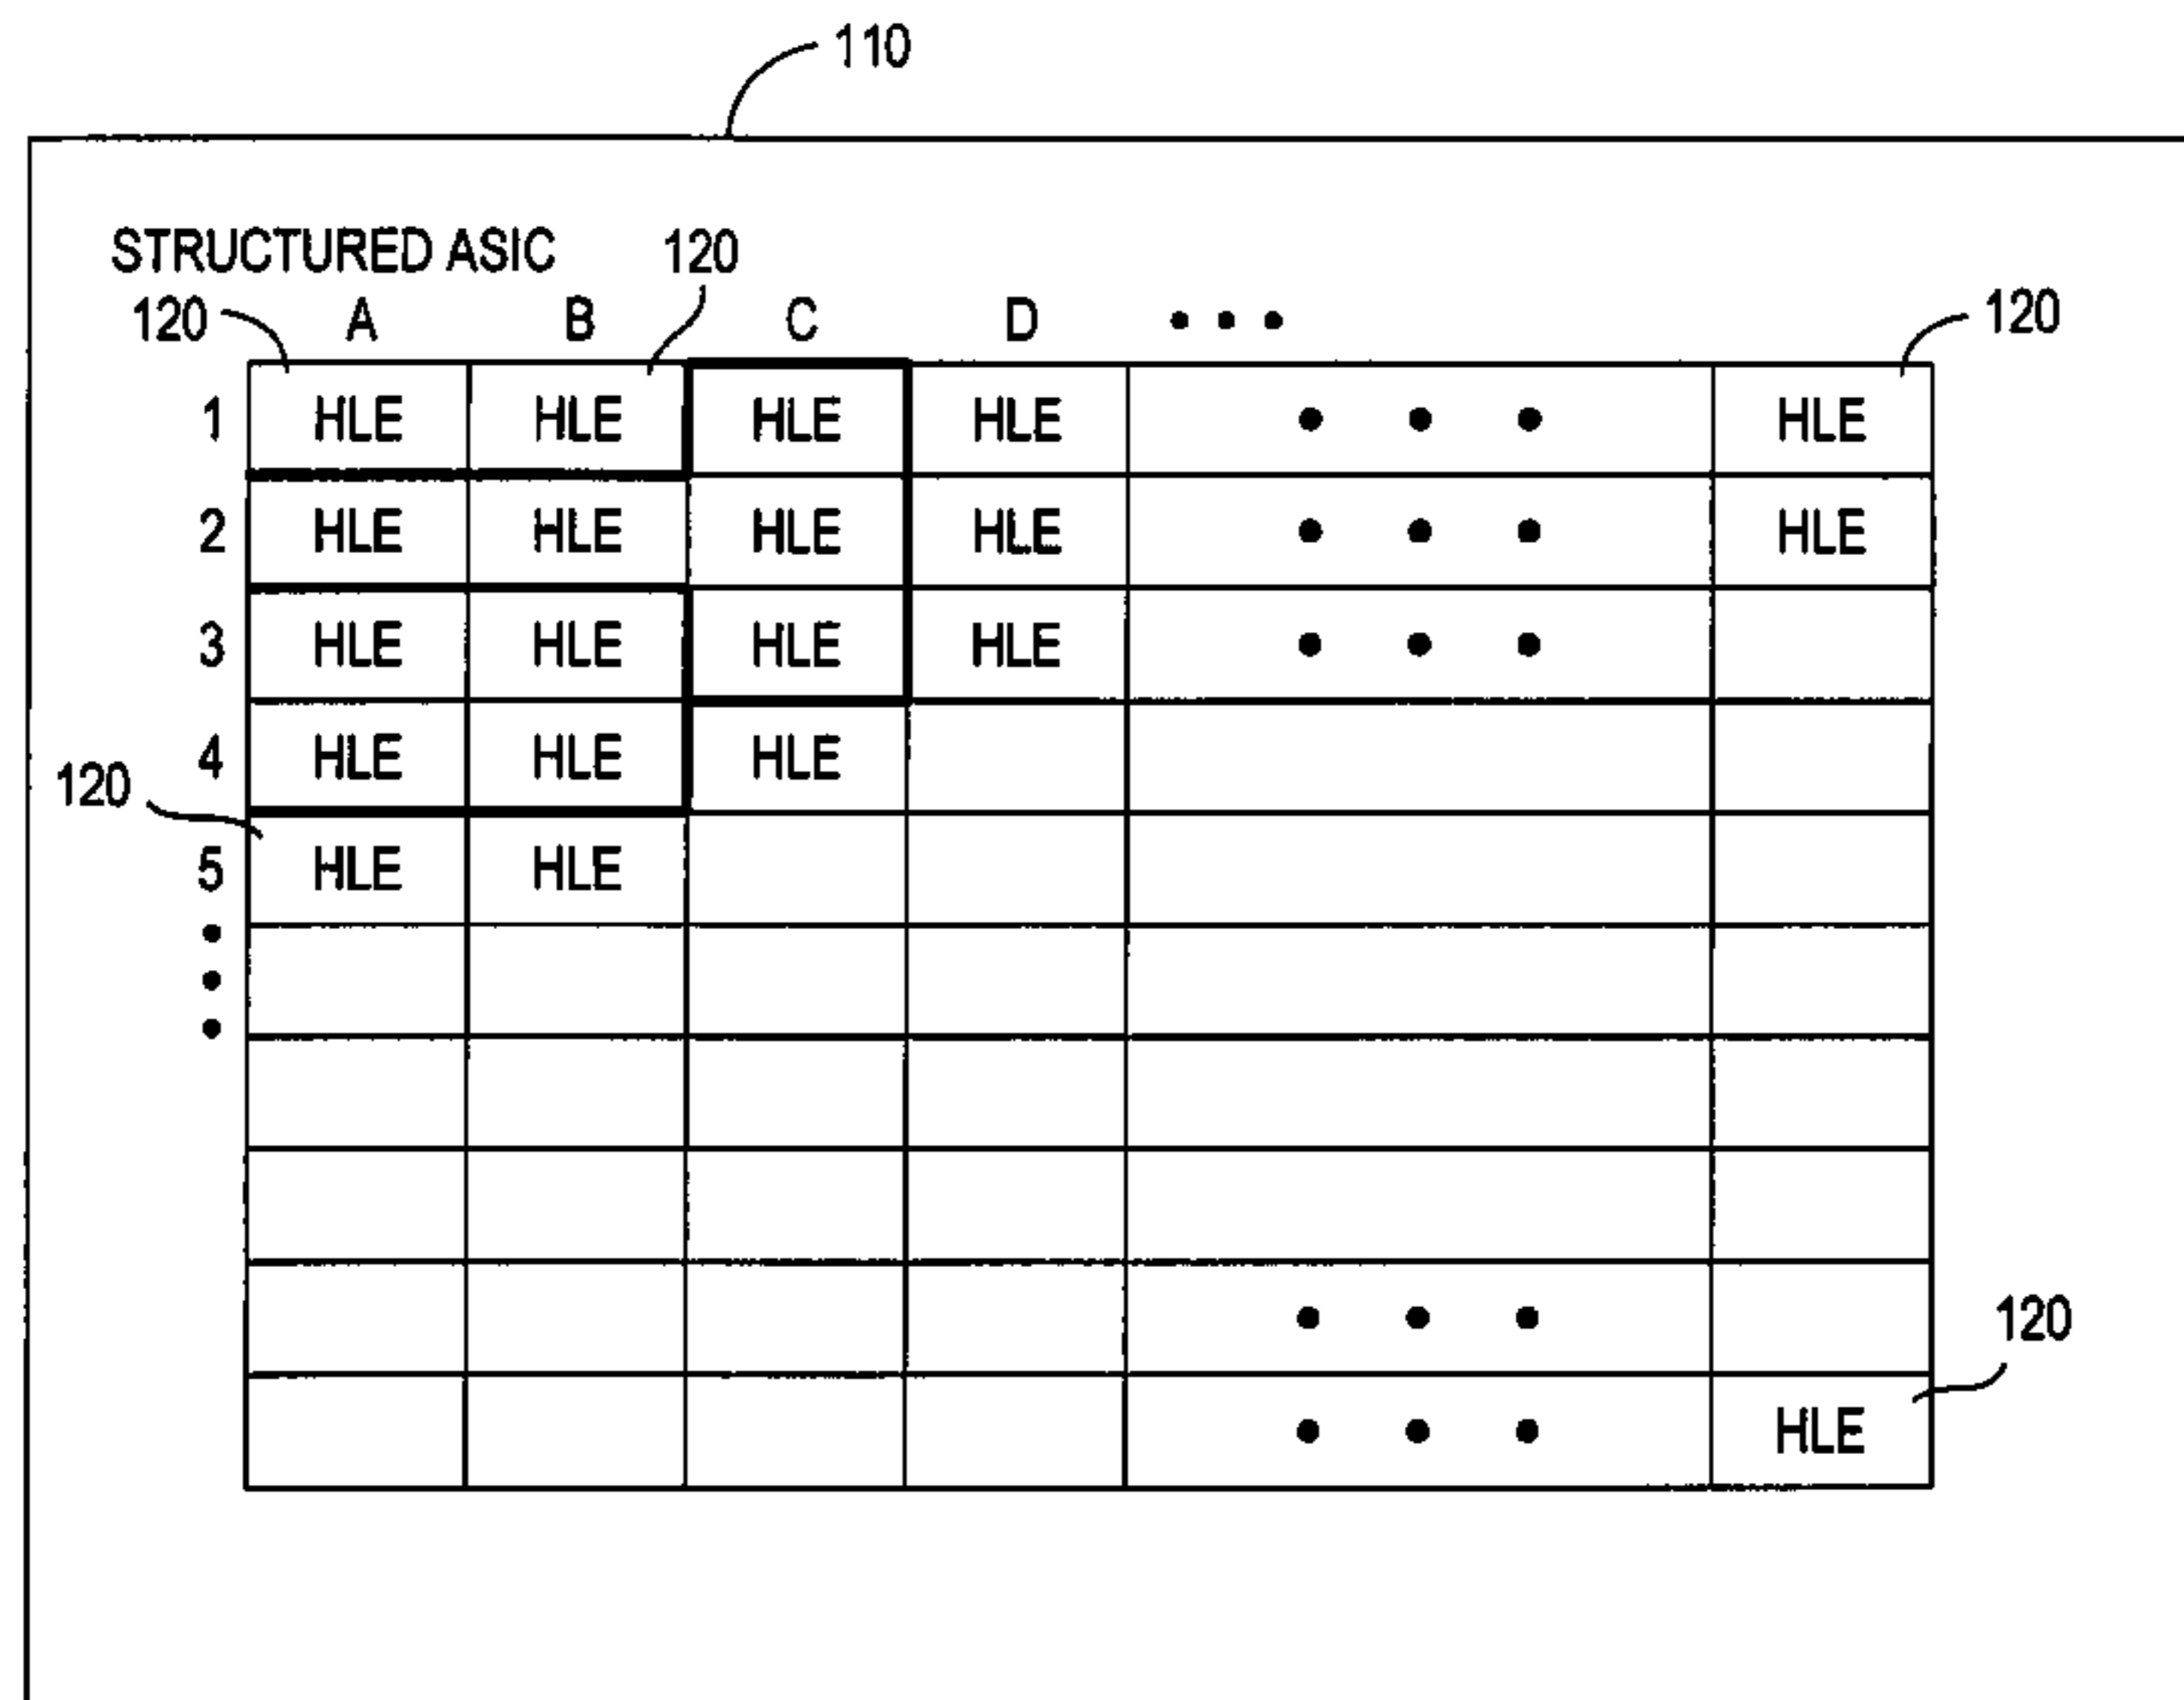 110
STRUCTURED ASIC 120
120 A B C D • • • 120
1 HLE HLE HLE HLE • • • HLE
2 HLE HLE HLE HLE • • • HLE
3 HLE HLE HLE HLE • • •
4 HLE HLE HLE
120
5 HLE HLE
• • •
120
• • • HLE